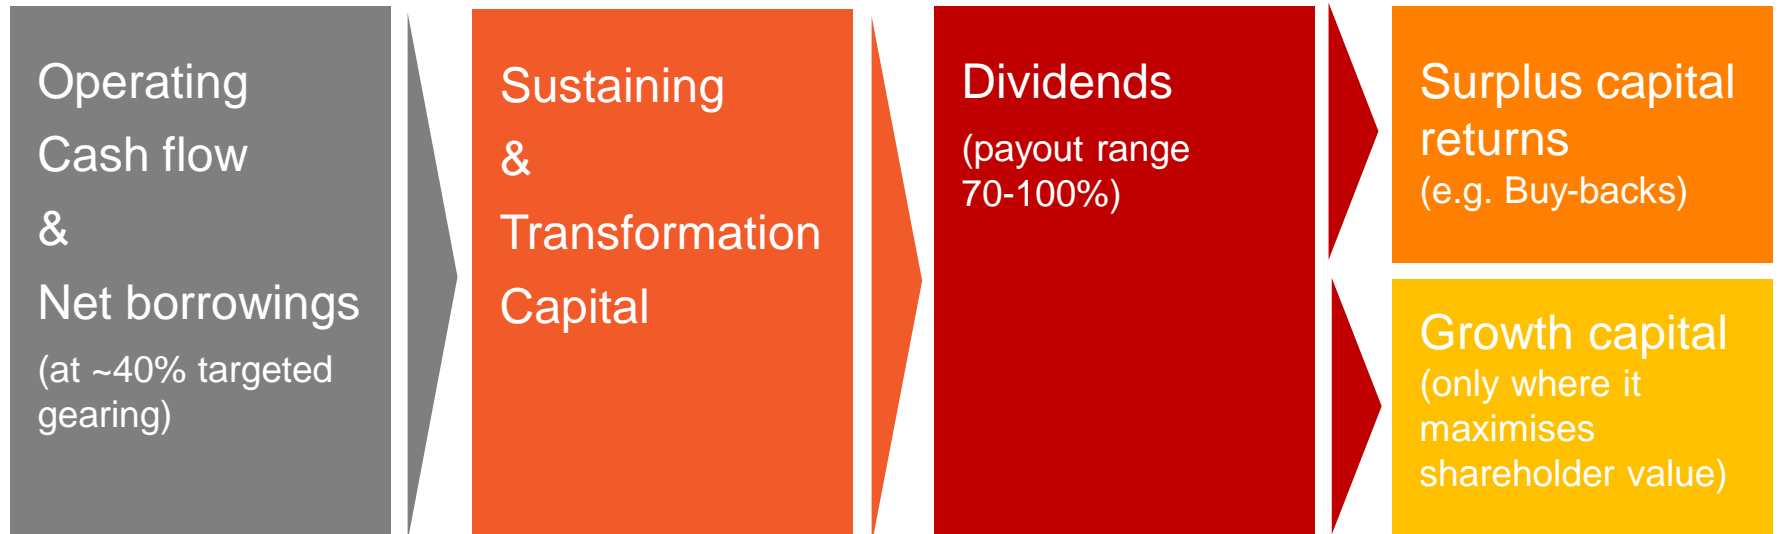 Operating
Cash flow
&
Net borrowings
(at ~40% targeted
gearing)
Sustaining
&
Transformation
Capital
Dividends
(payout range
70-100%)
Surplus capital
returns
(e.g. Buy-backs)
Growth capital
(only where it
maximises
shareholder value)